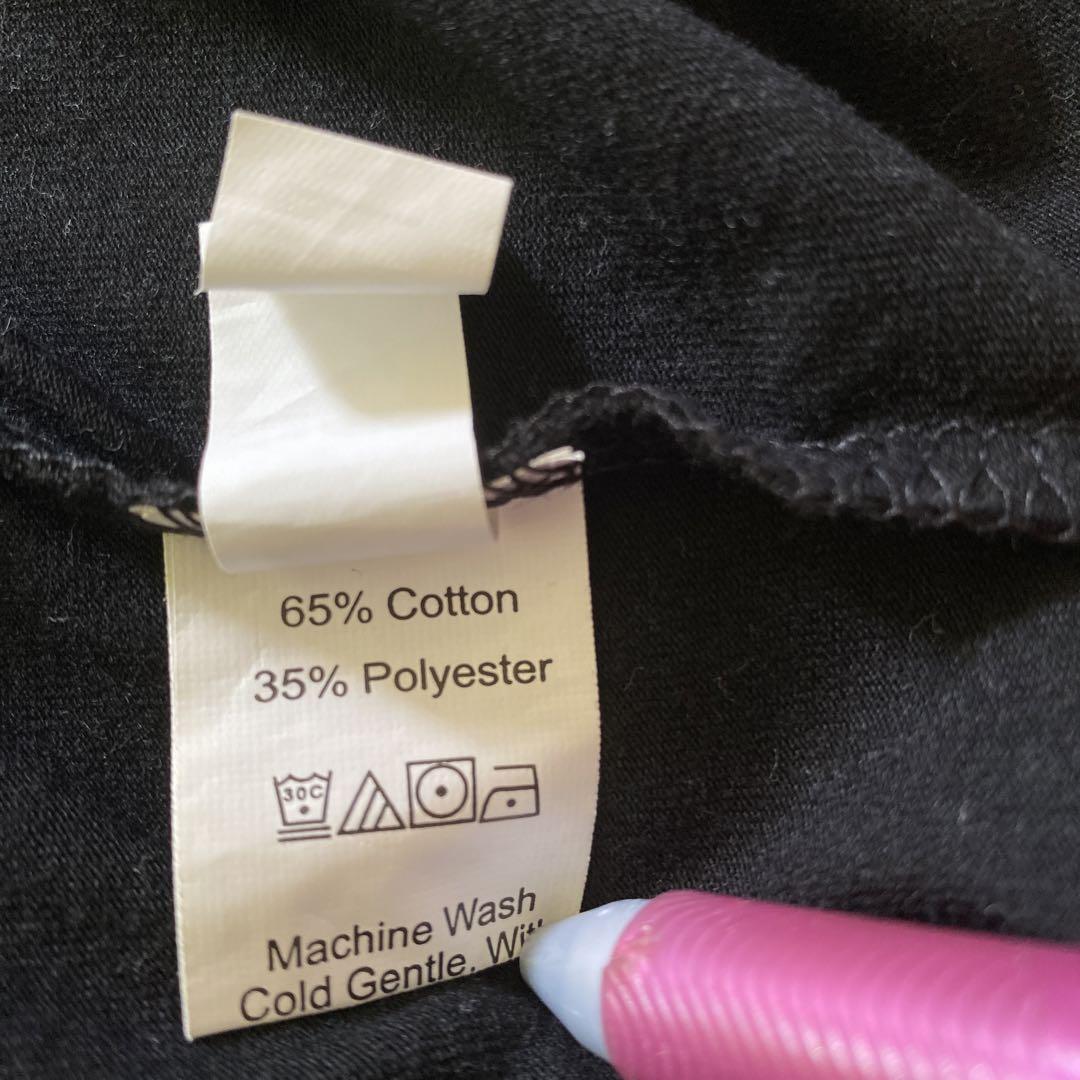 65% Cotton
35% Polyester
30C
Machine Wash
Cold Gentle,